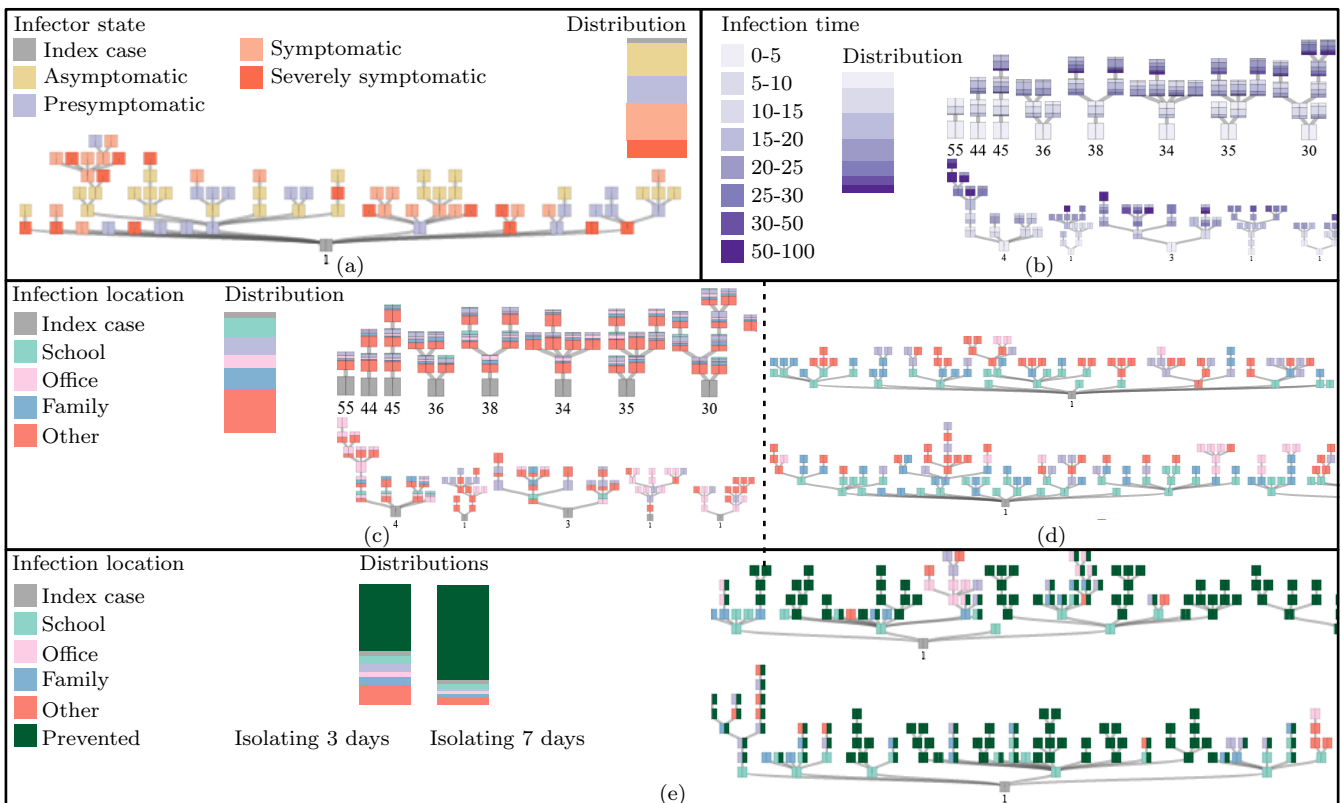 Infector state
Distribution
Index case
Symptomatic
Asymptomatic
Severely symptomatic
Presymptomatic
1
(a)
Infection time
Distribution
0-5
5-10
10-15
15-20
20-25
25-30
30-50
50-100
55 44 45 36 38 34 35 30
4 1 3 1 1
(b)
Infection location
Distribution
Index case
School
Office
Family
Other
55 44 45 36 38 34 35 30
4 1 3 1 1
(c)
1
1
(d)
Infection location
Distributions
Index case
School
Office
Family
Other
Prevented
Isolating 3 days
Isolating 7 days
1
1
(e)